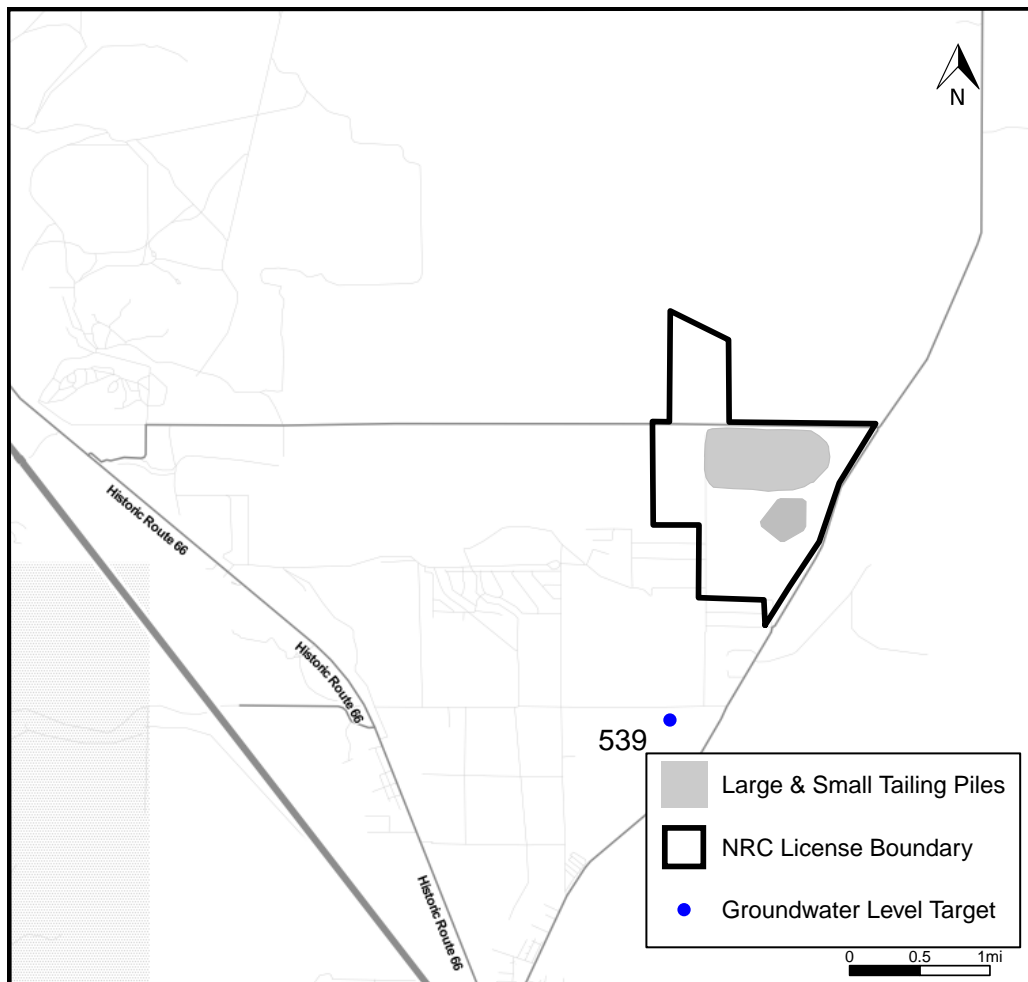 N
Historic Route 66
Historic Route 66
539
Large & Small Tailing Piles
NRC License Boundary
Historic Route 66
Groundwater Level Target
0 0.5 1mi